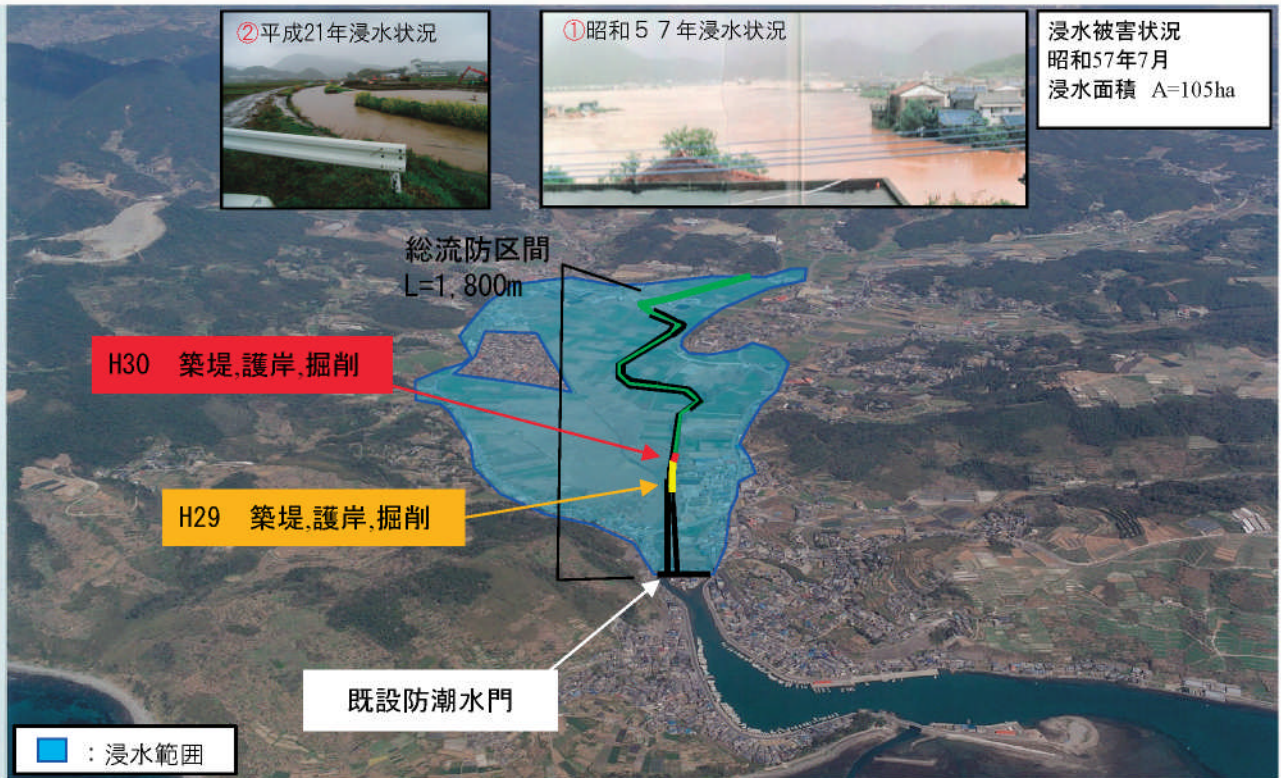 ②平成21年浸水状況
①昭和５７年浸水状況
浸水被害状況
昭和57年7月
浸水面積 A=105ha
総流防区間
L=1,800m
H30 築堤,護岸,掘削
H29 築堤,護岸,掘削
既設防潮水門
：浸水範囲